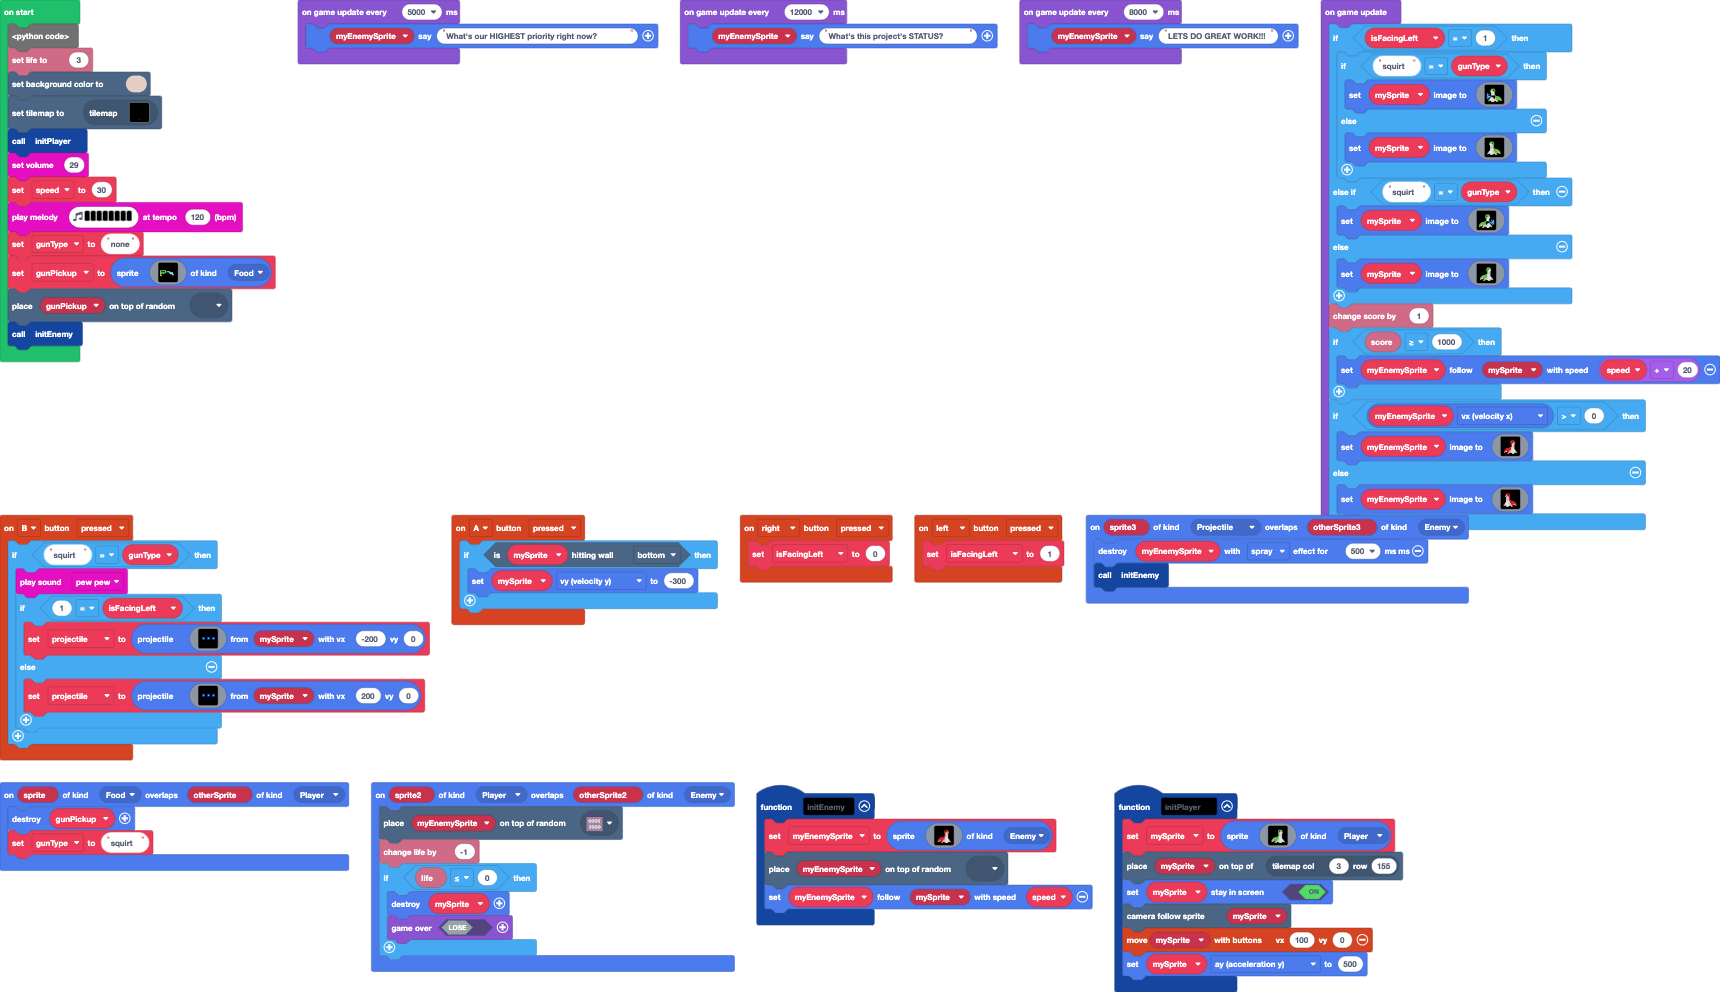 on start
<python code>
set life to 3
set background color to
set tilemap to tilemap
call initPlayer
set volume 29
set speed to 30
play melody at tempo 120 (bpm)
set gunType to "none"
set gunPickup to sprite of kind Food
place gunPickup on top of random
call initEnemy
on game update every 5000 ms
myEnemySprite say "What's our HIGHEST priority right now?"
on game update every 12000 ms
myEnemySprite say "What's this project's STATUS?"
on game update every 8000 ms
myEnemySprite say "LETS DO GREAT WORK!!!"
on game update
if isFacingLeft = 1 then
if "squirt" = gunType then
set mySprite image to
else
set mySprite image to
else if "squirt" = gunType then
set mySprite image to
else
set mySprite image to
change score by 1
if score ≥ 1000 then
set myEnemySprite follow mySprite with speed speed + 20
if myEnemySprite vx (velocity x) > 0 then
set myEnemySprite image to
else
set myEnemySprite image to
on B button pressed
if "squirt" = gunType then
play sound pew pew
if 1 = isFacingLeft then
set projectile to projectile from mySprite with vx -200 vy 0
else
set projectile to projectile from mySprite with vx 200 vy 0
on A button pressed
if is mySprite hitting wall bottom then
set mySprite vy (velocity y) to -300
on right button pressed
set isFacingLeft to 0
on left button pressed
set isFacingLeft to 1
on sprite3 of kind Projectile overlaps otherSprite3 of kind Enemy
destroy myEnemySprite with spray effect for 500 ms ms
call initEnemy
on sprite of kind Food overlaps otherSprite of kind Player
destroy gunPickup
set gunType to "squirt"
on sprite2 of kind Player overlaps otherSprite2 of kind Enemy
place myEnemySprite on top of random
change life by -1
if life ≤ 0 then
destroy mySprite
game over LOSE
function initEnemy
set myEnemySprite to sprite of kind Enemy
place myEnemySprite on top of random
set myEnemySprite follow mySprite with speed speed
function initPlayer
set mySprite to sprite of kind Player
place mySprite on top of tilemap col 3 row 155
set mySprite stay in screen ON
camera follow sprite mySprite
move mySprite with buttons vx 100 vy 0
set mySprite ay (acceleration y) to 500